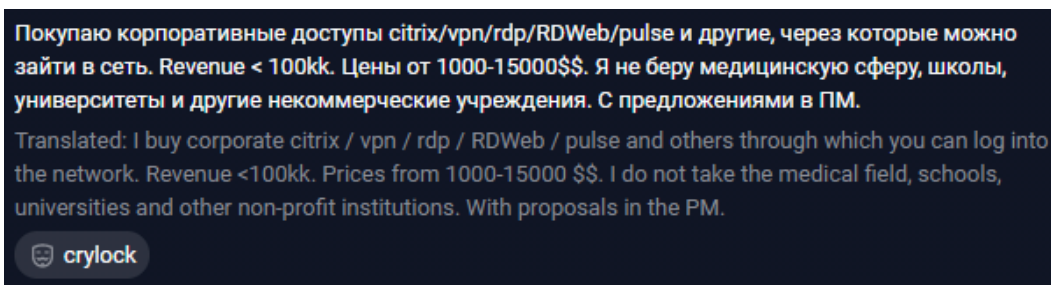 Покупаю корпоративные доступы citrix/vpn/rdp/RDWeb/pulse и другие, через которые можно
зайти в сеть. Revenue < 100kk. Цены от 1000-15000$$. Я не беру медицинскую сферу, школы,
университеты и другие некоммерческие учреждения. С предложениями в ПМ.
Translated: I buy corporate citrix / vpn / rdp / RDWeb / pulse and others through which you can log into
the network. Revenue <100kk. Prices from 1000-15000 $$. I do not take the medical field, schools,
universities and other non-profit institutions. With proposals in the PM.
crylock